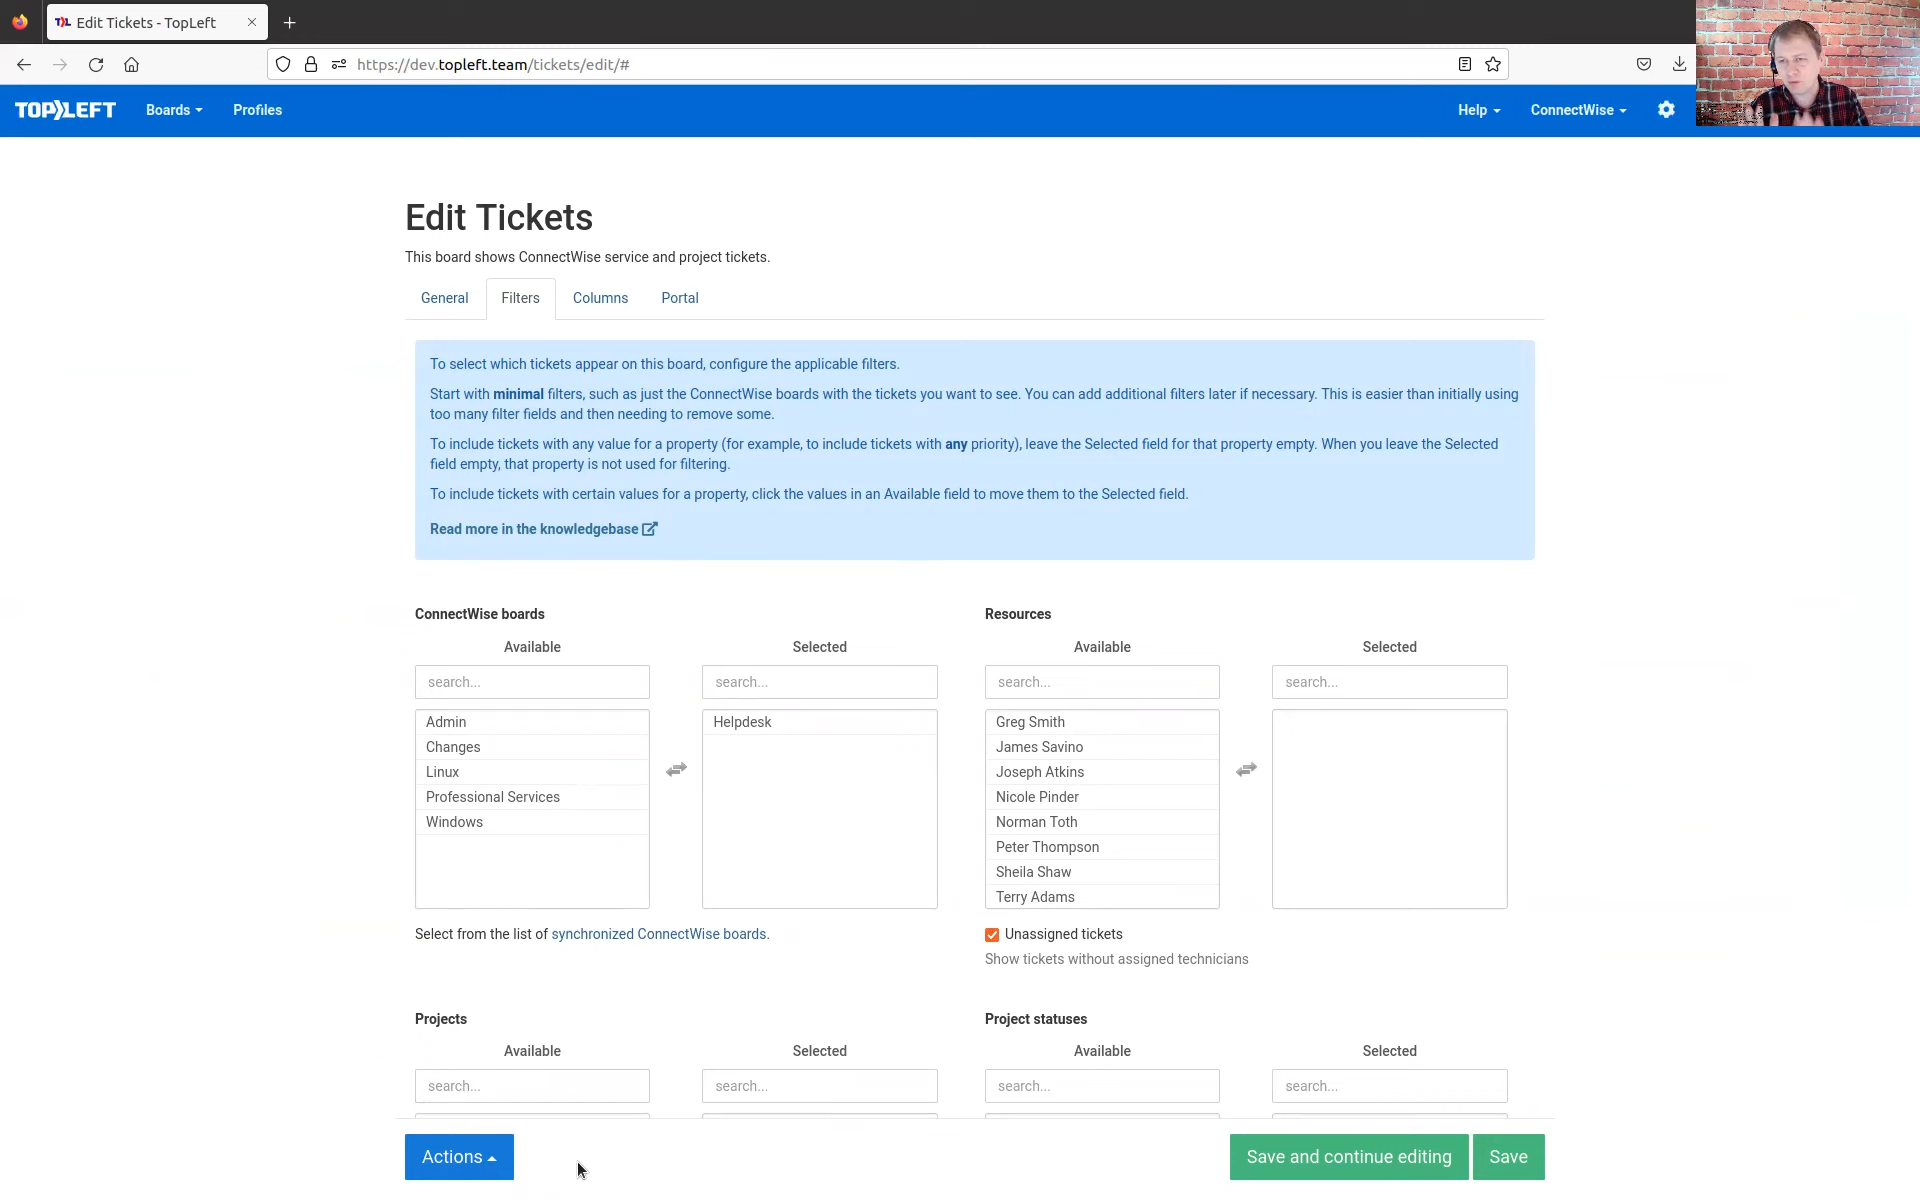 Edit Tickets - TopLeft
https://dev.topleft.team/tickets/edit/#
TOPLEFT Boards Profiles Help ConnectWise
Edit Tickets
This board shows ConnectWise service and project tickets.
General Filters Columns Portal
To select which tickets appear on this board, configure the applicable filters.
Start with minimal filters, such as just the ConnectWise boards with the tickets you want to see. You can add additional filters later if necessary. This is easier than initially using
too many filter fields and then needing to remove some.
To include tickets with any value for a property (for example, to include tickets with any priority), leave the Selected field for that property empty. When you leave the Selected
field empty, that property is not used for filtering.
To include tickets with certain values for a property, click the values in an Available field to move them to the Selected field.
Read more in the knowledgebase
ConnectWise boards
Available Selected
search... search...
Admin
Changes
Linux
Professional Services
Windows
Helpdesk
Select from the list of synchronized ConnectWise boards.
Resources
Available Selected
search... search...
Greg Smith
James Savino
Joseph Atkins
Nicole Pinder
Norman Toth
Peter Thompson
Sheila Shaw
Terry Adams
Unassigned tickets
Show tickets without assigned technicians
Projects
Available Selected
search... search...
Project statuses
Available Selected
search... search...
Actions Save and continue editing Save